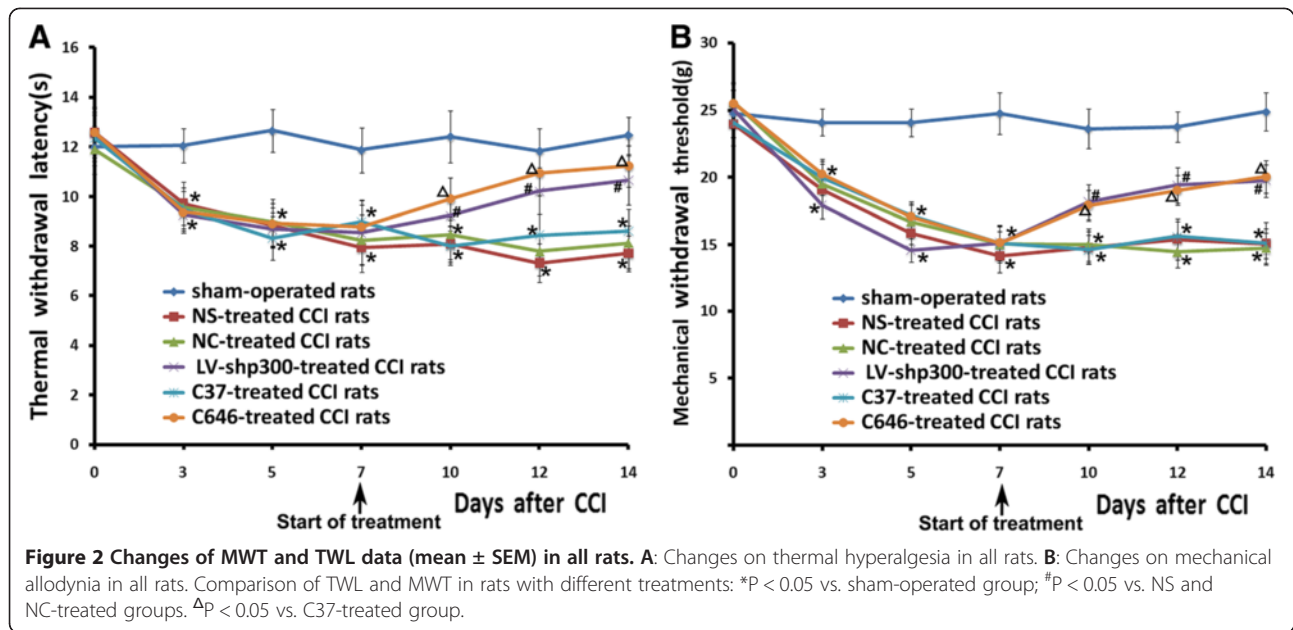 A
16
14
12
10
8
6
4
2
0
Thermal withdrawal latency(s)
sham-operated rats
NS-treated CCI rats
NC-treated CCI rats
LV-shp300-treated CCI rats
C37-treated CCI rats
C646-treated CCI rats
0 3 5 7 10 12 14
Days after CCI
Start of treatment
* * * * * * * * * * *
# # #
Δ Δ Δ
B
30
25
20
15
10
5
Mechanical withdrawal threshold(g)
sham-operated rats
NS-treated CCI rats
NC-treated CCI rats
LV-shp300-treated CCI rats
C37-treated CCI rats
C646-treated CCI rats
0 3 5 7 10 12 14
Days after CCI
Start of treatment
* * * * * * * * * * * *
# # #
Δ Δ Δ
Figure 2 Changes of MWT and TWL data (mean ± SEM) in all rats. A: Changes on thermal hyperalgesia in all rats. B: Changes on mechanical
allodynia in all rats. Comparison of TWL and MWT in rats with different treatments: *P < 0.05 vs. sham-operated group; #P < 0.05 vs. NS and
NC-treated groups. ΔP < 0.05 vs. C37-treated group.